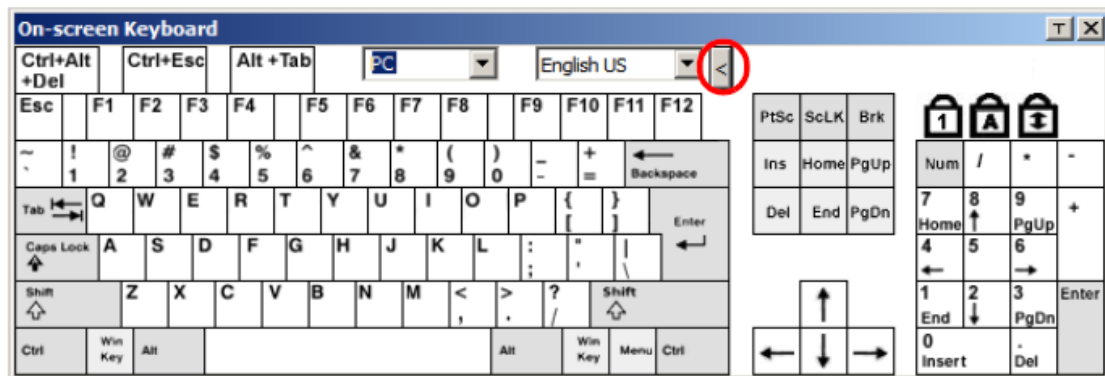 On-screen Keyboard
Ctrl+Alt +Del Ctrl+Esc Alt +Tab PC English US <
Esc F1 F2 F3 F4 F5 F6 F7 F8 F9 F10 F11 F12 PtSc ScLK Brk 1 A
~ ! @ # $ % ^ & * ( ) _ + Backspace Ins Home PgUp Num / * -
` 1 2 3 4 5 6 7 8 9 0 - =
Tab Q W E R T Y U I O P { } Enter Del End PgDn 7 8 9 +
[ ] Home PgUp
Caps Lock A S D F G H J K L : " | 4 5 6
; ' \
Shift Z X C V B N M < > ? Shift 1 2 3 Enter
, . / End PgDn
Ctrl Win Key Alt Alt Win Key Menu Ctrl 0 .
Insert Del